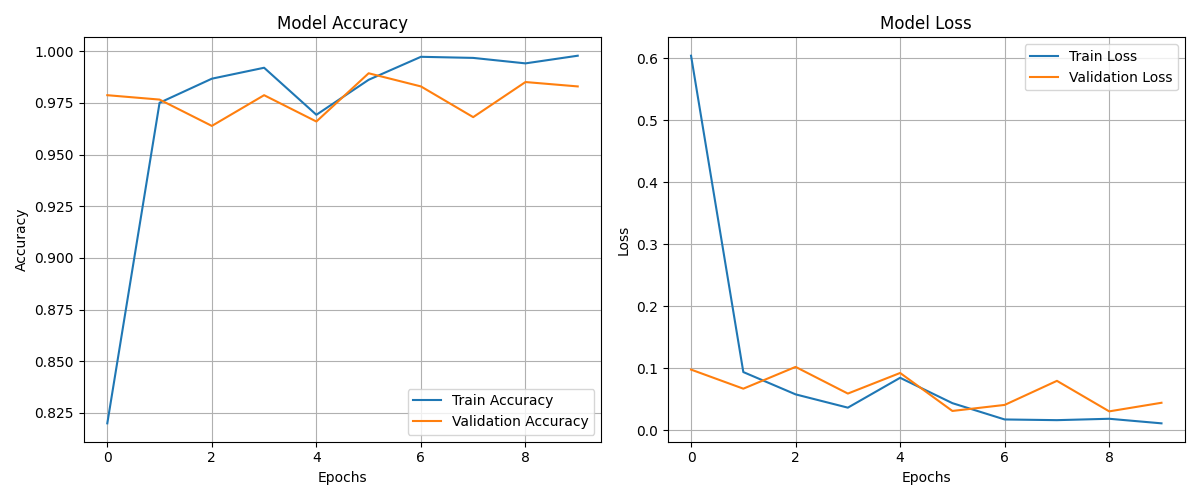 Model Accuracy
1.000
0.975
0.950
0.925
0.900
0.875
0.850
0.825
Accuracy
Train Accuracy
Validation Accuracy
0 2 4 6 8
Epochs
Model Loss
Train Loss
Validation Loss
0.6
0.5
0.4
0.3
0.2
0.1
0.0
Loss
0 2 4 6 8
Epochs